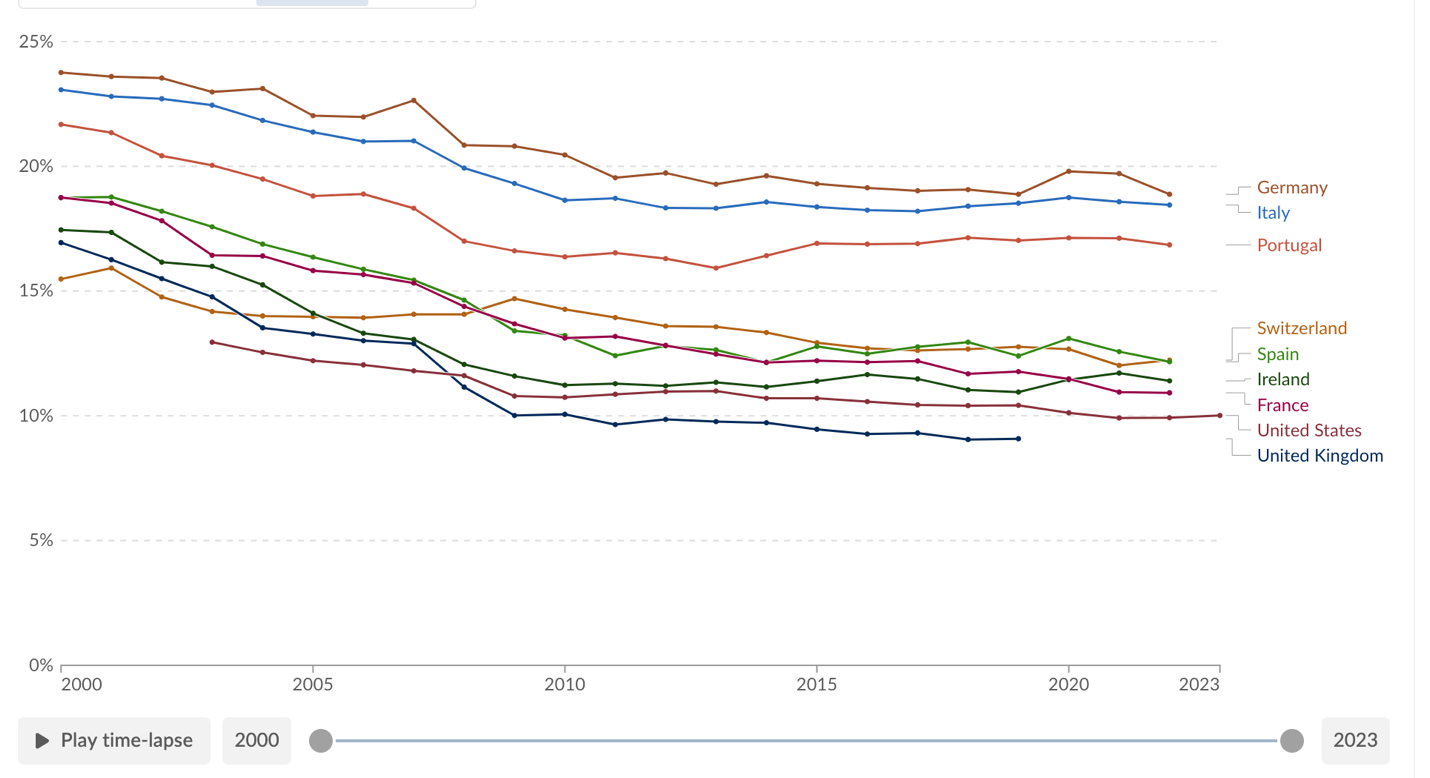 25%
20%
15%
10%
5%
0%
2000 2005 2010 2015 2020 2023
Germany
Italy
Portugal
Switzerland
Spain
Ireland
France
United States
United Kingdom
Play time-lapse 2000 2023